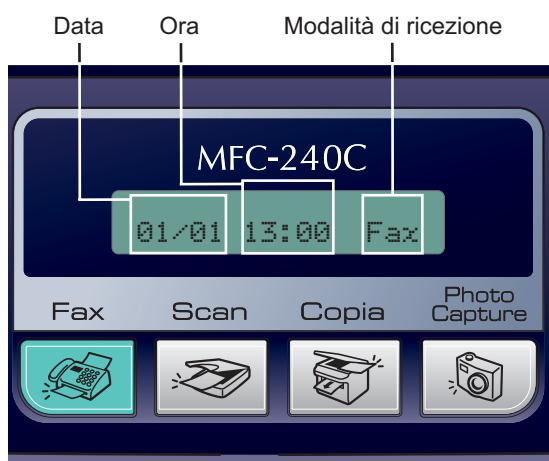 Data Ora Modalità di ricezione
MFC-240C
01/01 13:00 Fax
Fax Scan Copia Photo Capture